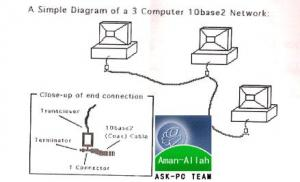 A Simple Diagram of a 3 Computer 10base2 Network:
Close-up of end connection
Transciever
Terminator
10base2
(Coax) Cable
T Connector
Aman-Allah
ASK-PC TEAM